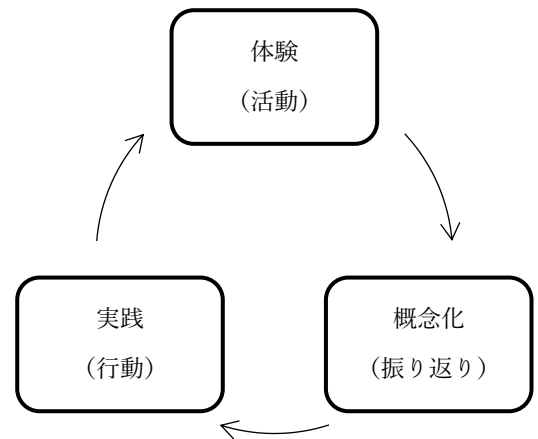 体験
（活動）
実践
（行動）
概念化
（振り返り）